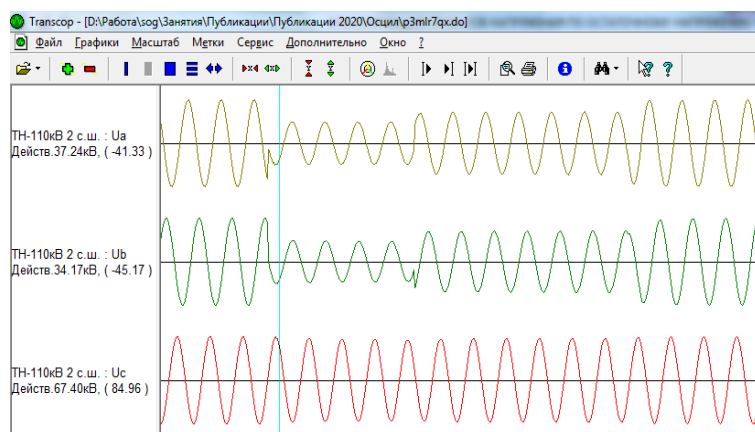 Transcop - [D:\Работа\sog\Занятия\Публикации\Публикации 2020\Осцил\p3mlr7qx.do]
Файл Графики Масштаб Метки Сервис Дополнительно Окно ?
ТН-110кВ 2 с.ш. : Ua
Действ.37.24кВ, ( -41.33 )
ТН-110кВ 2 с.ш. : Ub
Действ.34.17кВ, ( -45.17 )
ТН-110кВ 2 с.ш. : Uc
Действ.67.40кВ, ( 84.96 )